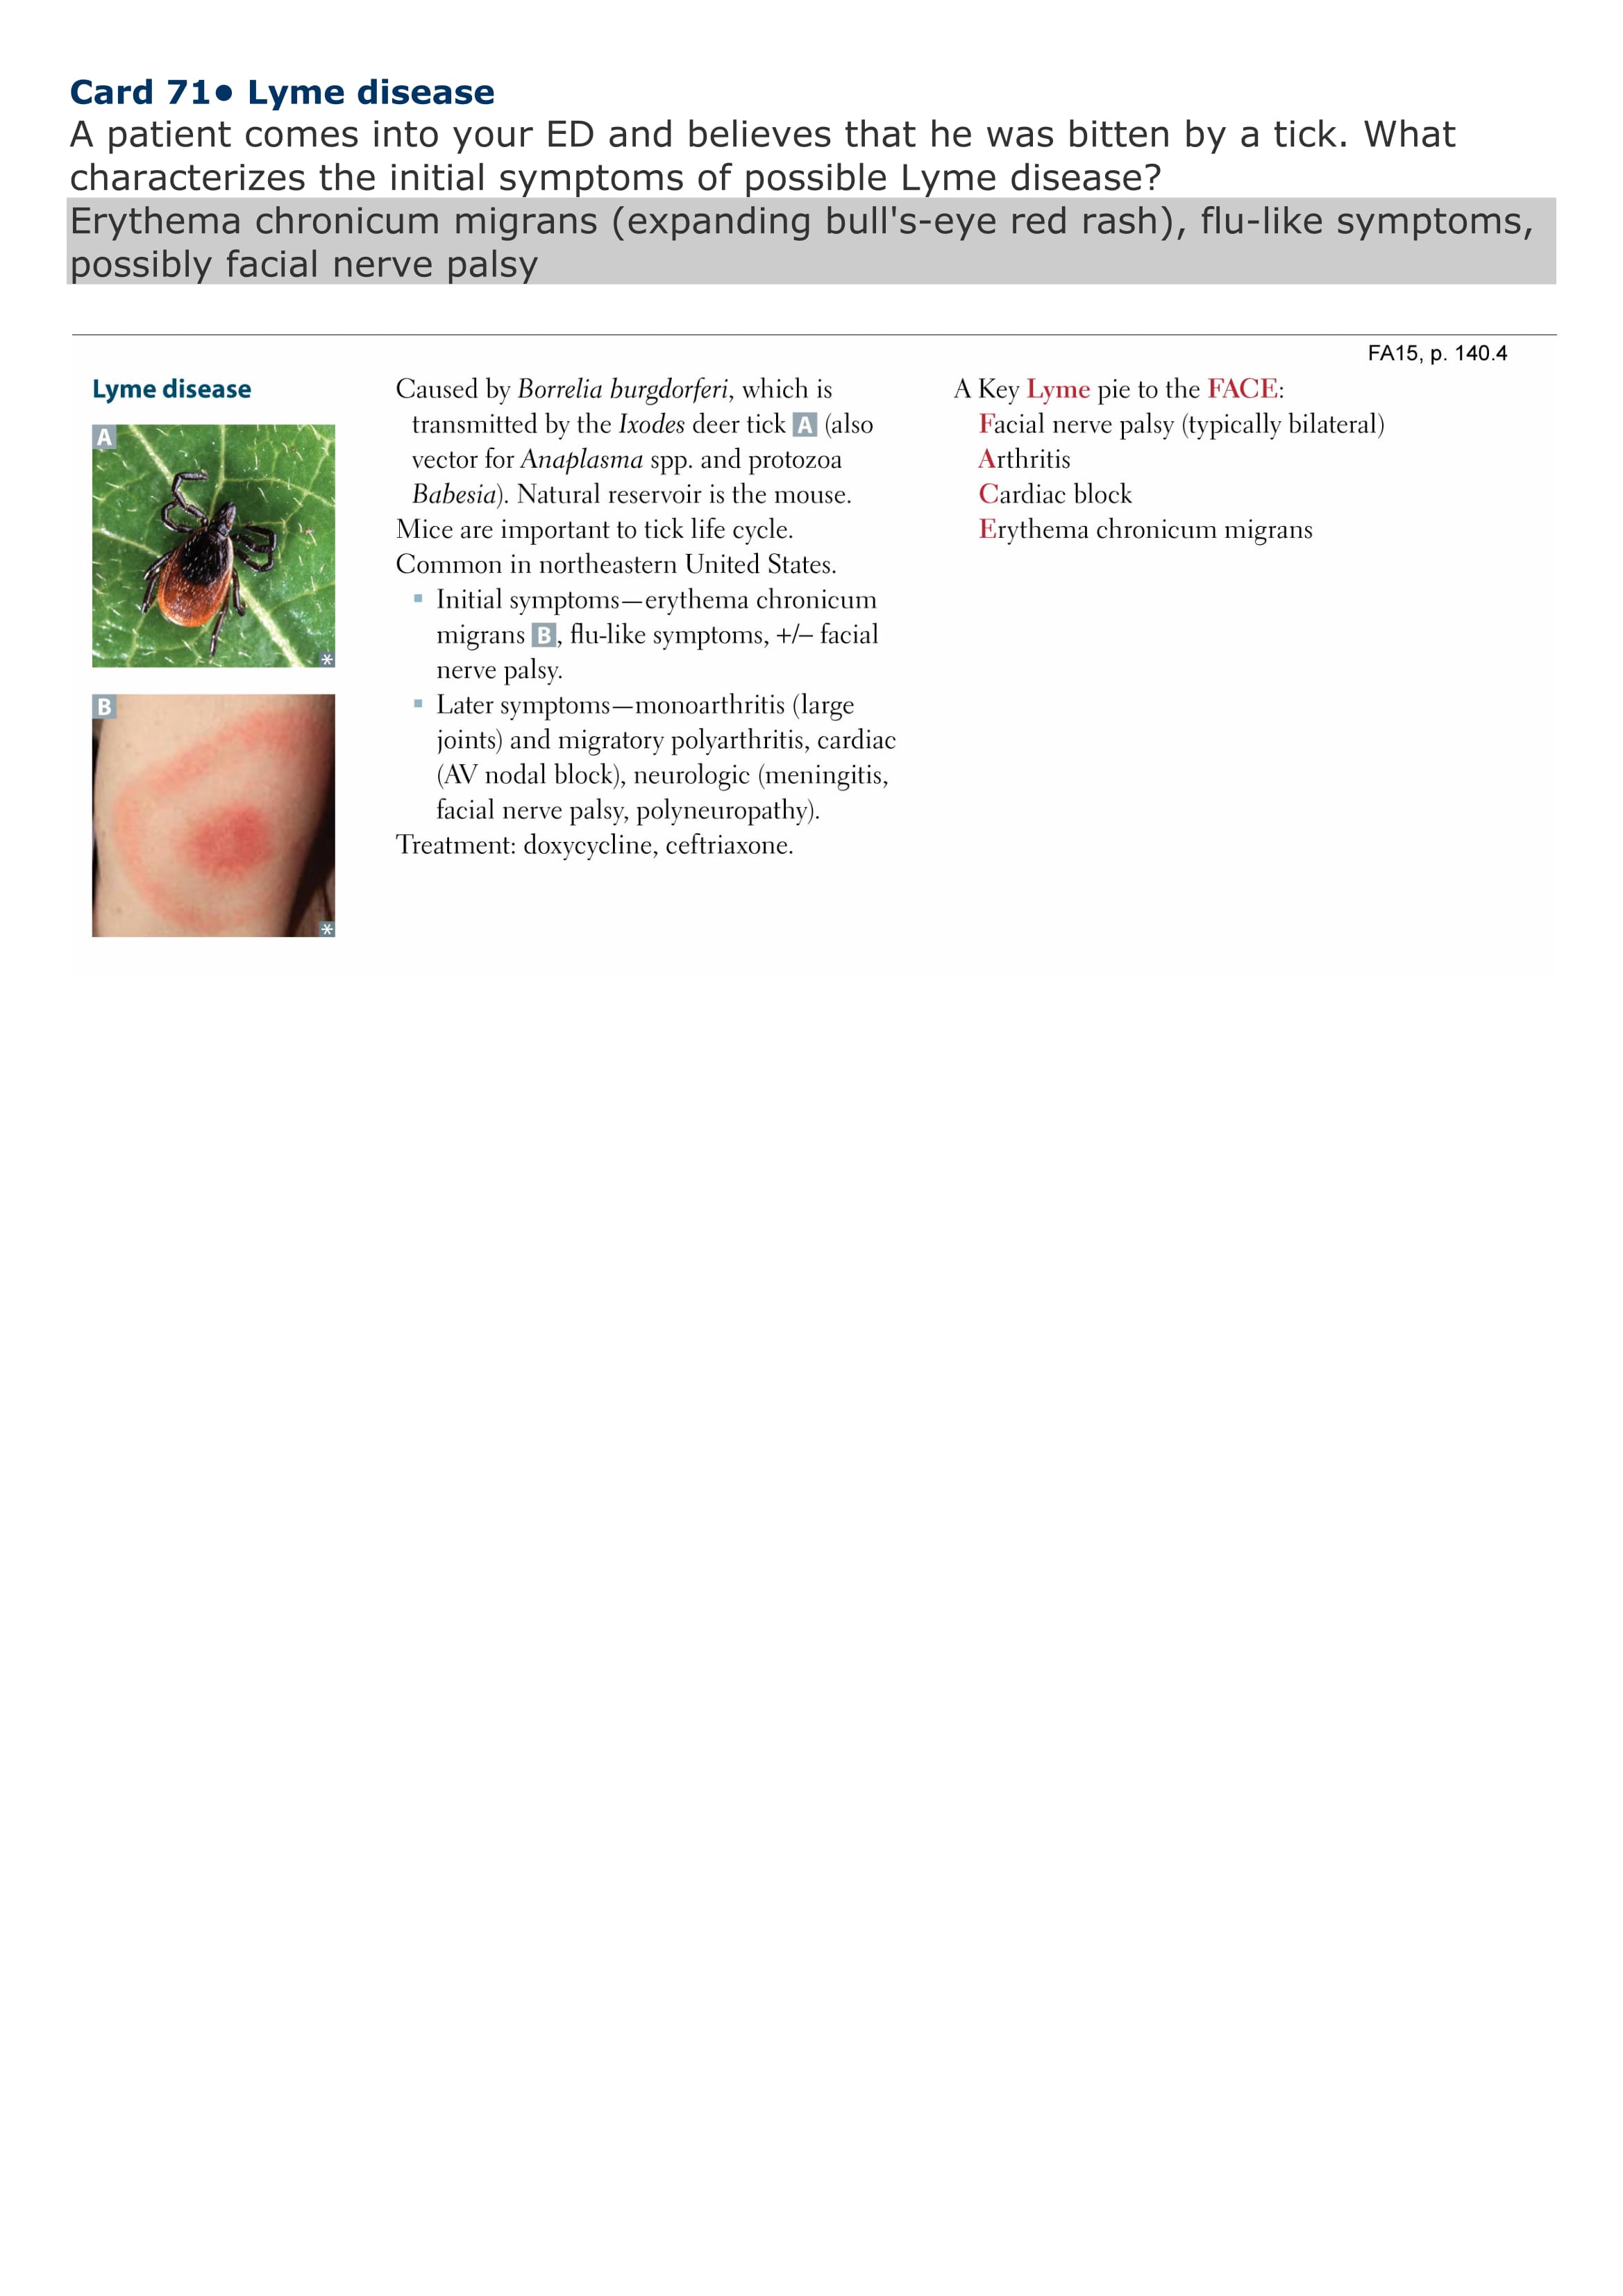 Card 71● Lyme disease
A patient comes into your ED and believes that he was bitten by a tick. What
characterizes the initial symptoms of possible Lyme disease?
Erythema chronicum migrans (expanding bull's-eye red rash), flu-like symptoms,
possibly facial nerve palsy
FA15, p. 140.4
Lyme disease
A
*
B
*
Caused by Borrelia burgdorferi, which is
transmitted by the Ixodes deer tick A (also
vector for Anaplasma spp. and protozoa
Babesia). Natural reservoir is the mouse.
Mice are important to tick life cycle.
Common in northeastern United States.
▪ Initial symptoms—erythema chronicum
migrans B, flu-like symptoms, +/– facial
nerve palsy.
▪ Later symptoms—monoarthritis (large
joints) and migratory polyarthritis, cardiac
(AV nodal block), neurologic (meningitis,
facial nerve palsy, polyneuropathy).
Treatment: doxycycline, ceftriaxone.
A Key Lyme pie to the FACE:
Facial nerve palsy (typically bilateral)
Arthritis
Cardiac block
Erythema chronicum migrans